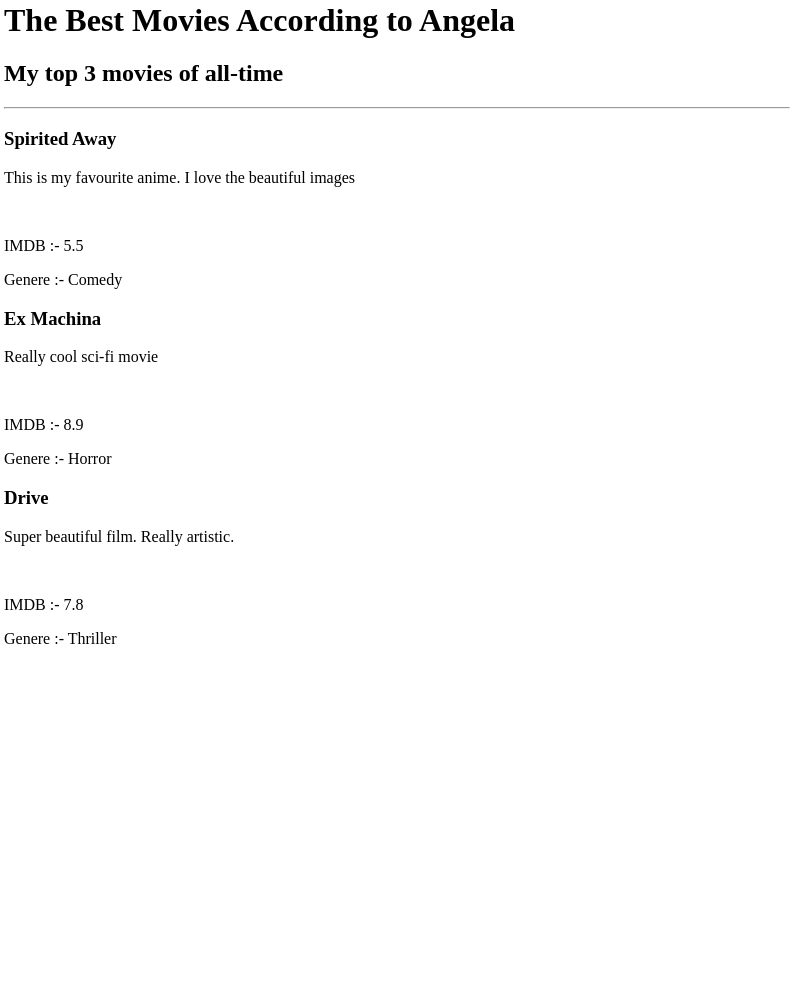 The Best Movies According to Angela
My top 3 movies of all-time
Spirited Away
This is my favourite anime. I love the beautiful images
IMDB :- 5.5
Genere :- Comedy
Ex Machina
Really cool sci-fi movie
IMDB :- 8.9
Genere :- Horror
Drive
Super beautiful film. Really artistic.
IMDB :- 7.8
Genere :- Thriller